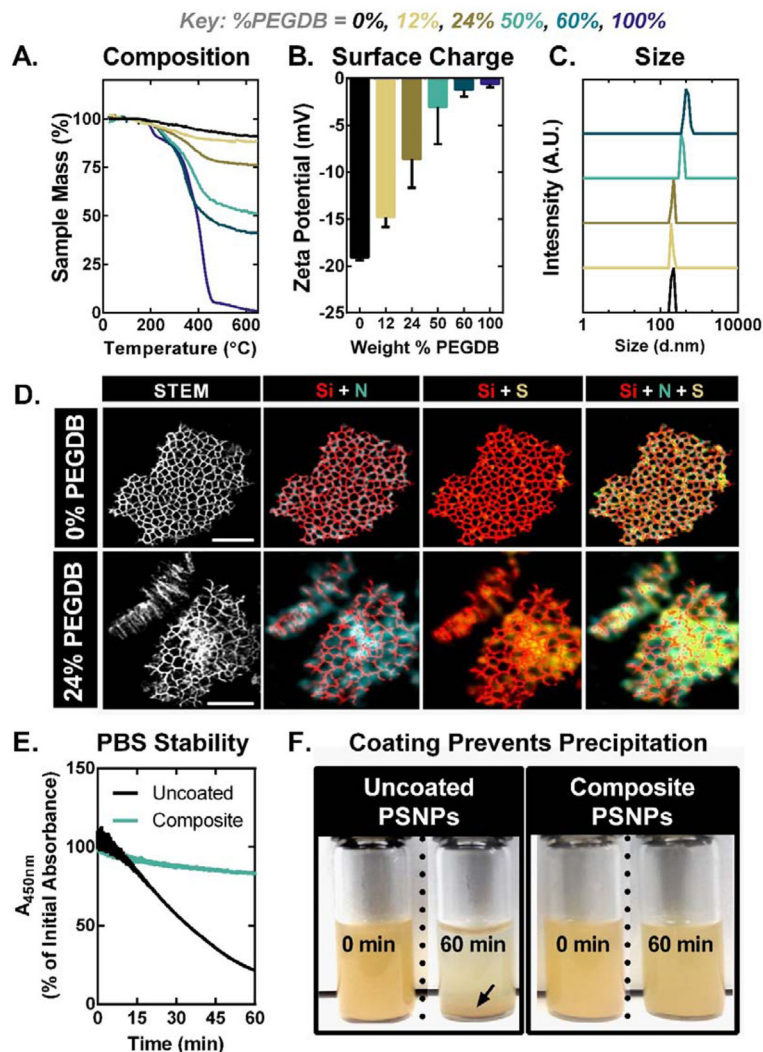 Key: %PEGDB = 0%, 12%, 24% 50%, 60%, 100%
A. Composition
Sample Mass (%)
100
75
50
25
0
0 200 400 600
Temperature (°C)
B. Surface Charge
Zeta Potential (mV)
0
-5
-10
-15
-20
-25
0 12 24 50 60 100
Weight % PEGDB
C. Size
Intesnsity (A.U.)
1 100 10000
Size (d.nm)
D.
STEM Si + N Si + S Si + N + S
0% PEGDB
24% PEGDB
E. PBS Stability
A450nm
(% of Initial Absorbance)
150
100
50
0
Uncoated
Composite
0 15 30 45 60
Time (min)
F. Coating Prevents Precipitation
Uncoated PSNPs
Composite PSNPs
0 min 60 min 0 min 60 min